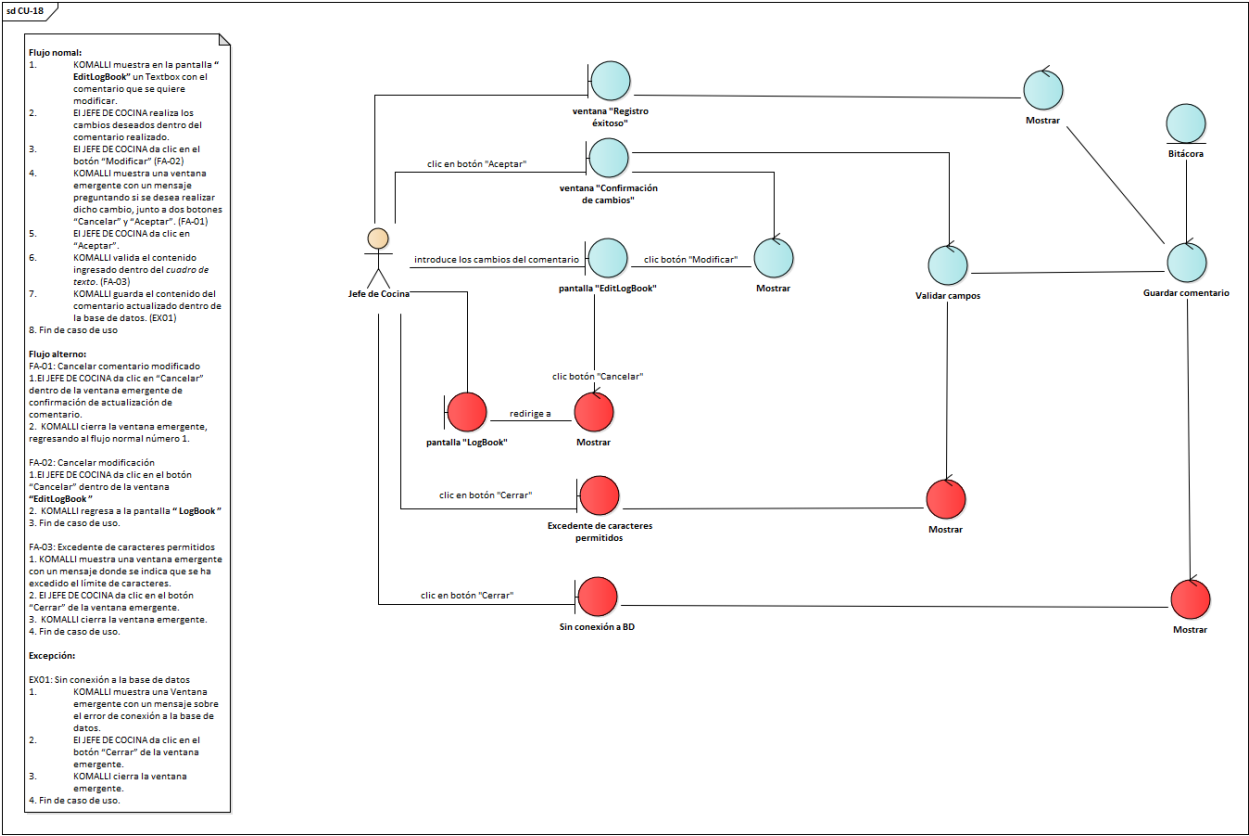 sd CU-18
Flujo nomal:
1. KOMALLI muestra en la pantalla “
EditLogBook” un Textbox con el
comentario que se quiere
modificar.
2. El JEFE DE COCINA realiza los
cambios deseados dentro del
comentario realizado.
3. El JEFE DE COCINA da clic en el
botón “Modificar” (FA-02)
4. KOMALLI muestra una ventana
emergente con un mensaje
preguntando si se desea realizar
dicho cambio, junto a dos botones
“Cancelar” y “Aceptar”. (FA-01)
5. El JEFE DE COCINA da clic en
“Aceptar”.
6. KOMALLI valida el contenido
ingresado dentro del cuadro de
texto. (FA-03)
7. KOMALLI guarda el contenido del
comentario actualizado dentro de
la base de datos. (EX01)
8. Fin de caso de uso
Flujo alterno:
FA-01: Cancelar comentario modificado
1.El JEFE DE COCINA da clic en “Cancelar”
dentro de la ventana emergente de
confirmación de actualización de
comentario.
2. KOMALLI cierra la ventana emergente,
regresando al flujo normal número 1.
FA-02: Cancelar modificación
1.El JEFE DE COCINA da clic en el botón
“Cancelar” dentro de la ventana
“EditLogBook”
2. KOMALLI regresa a la pantalla “ LogBook”
3. Fin de caso de uso.
FA-03: Excedente de caracteres permitidos
1. KOMALLI muestra una ventana emergente
con un mensaje donde se indica que se ha
excedido el límite de caracteres.
2. El JEFE DE COCINA da clic en el botón
“Cerrar” de la ventana emergente.
3. KOMALLI cierra la ventana emergente.
4. Fin de caso de uso.
Excepción:
EX01: Sin conexión a la base de datos
1. KOMALLI muestra una Ventana
emergente con un mensaje sobre
el error de conexión a la base de
datos.
2. El JEFE DE COCINA da clic en el
botón “Cerrar” de la ventana
emergente.
3. KOMALLI cierra la ventana
emergente.
4. Fin de caso de uso.
ventana "Registro
éxitoso"
Mostrar
Bitácora
clic en botón "Aceptar"
ventana "Confirmación
de cambios"
introduce los cambios del comentario
clic botón "Modificar"
pantalla "EditLogBook"
Mostrar
Validar campos
Guardar comentario
Jefe de Cocina
clic botón "Cancelar"
redirige a
pantalla "LogBook"
Mostrar
clic en botón "Cerrar"
Excedente de caracteres
permitidos
Mostrar
clic en botón "Cerrar"
Sin conexión a BD
Mostrar